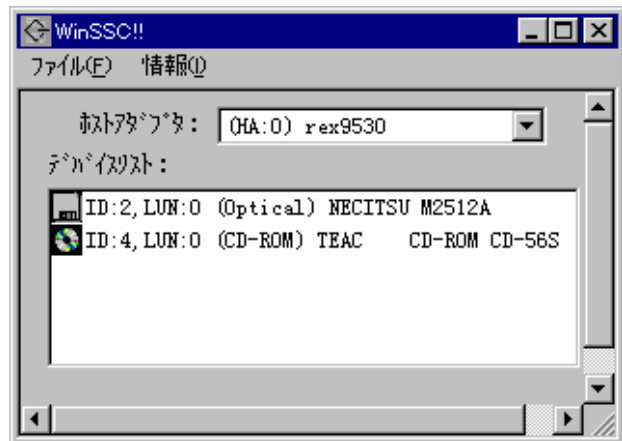 WinSSC!!
ﾌｧｲﾙ(F) 情報(I)
ﾎｽﾄｱﾀﾞﾌﾟﾀ： (HA:0) rex9530
ﾃﾞﾊﾞｲｽﾘｽﾄ：
ID:2,LUN:0 (Optical) NECITSU M2512A
ID:4,LUN:0 (CD-ROM) TEAC CD-ROM CD-56S